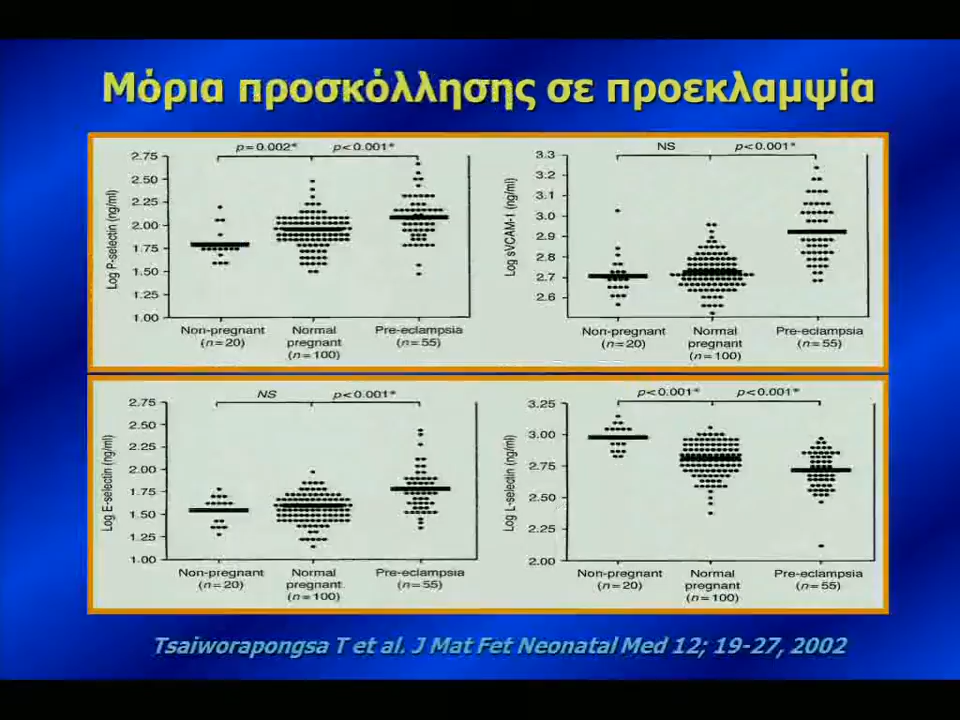 Μόρια προσκόλλησης σε προεκλαμψία
p=0.002* p<0.001*
2.75
2.50
2.25
2.00
1.75
1.50
1.25
1.00
Log P-selectin (ng/ml)
Non-pregnant Normal Pre-eclampsia
(n=20) pregnant (n=55)
(n=100)
NS p<0.001*
3.3
3.2
3.1
3.0
2.9
2.8
2.7
2.6
Log sVCAM-1 (ng/ml)
Non-pregnant Normal Pre-eclampsia
(n=20) pregnant (n=55)
(n=100)
NS p<0.001*
2.75
2.50
2.25
2.00
1.75
1.50
1.25
1.00
Log E-selectin (ng/ml)
Non-pregnant Normal Pre-eclampsia
(n=20) pregnant (n=55)
(n=100)
p<0.001* p<0.001*
3.25
3.00
2.75
2.50
2.25
2.00
Log L-selectin (ng/ml)
Non-pregnant Normal Pre-eclampsia
(n=20) pregnant (n=55)
(n=100)
Tsaiworapongsa T et al. J Mat Fet Neonatal Med 12; 19-27, 2002